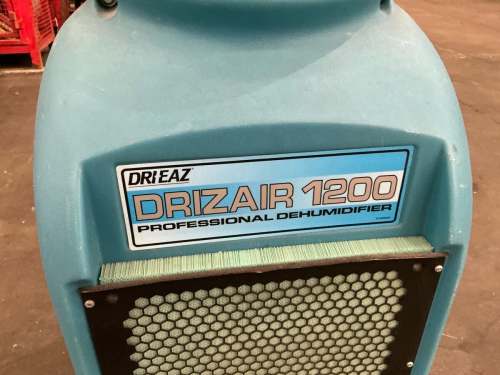 DRI-EAZ
DRIZAIR 1200
PROFESSIONAL DEHUMIDIFIER